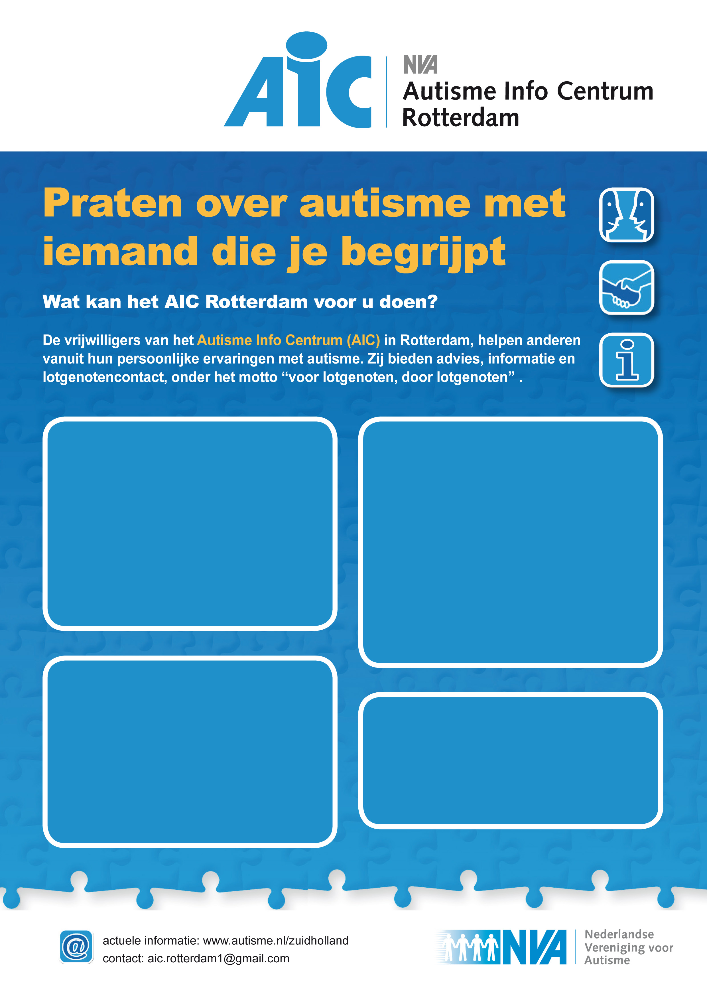 AiC
NVA
Autisme Info Centrum
Rotterdam
Praten over autisme met
iemand die je begrijpt
Wat kan het AIC Rotterdam voor u doen?
De vrijwilligers van het Autisme Info Centrum (AIC) in Rotterdam, helpen anderen
vanuit hun persoonlijke ervaringen met autisme. Zij bieden advies, informatie en
lotgenotencontact, onder het motto “voor lotgenoten, door lotgenoten” .
i
@
actuele informatie: www.autisme.nl/zuidholland
contact: aic.rotterdam1@gmail.com
NVA
Nederlandse
Vereniging voor
Autisme